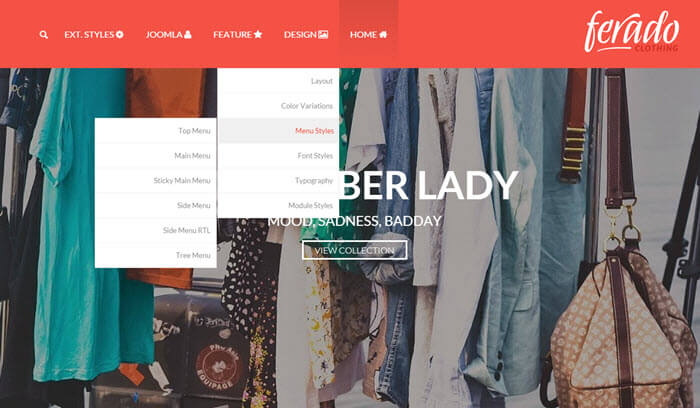 EXT. STYLES
JOOMLA
FEATURE
DESIGN
HOME
ferado
CLOTHING
Layout
Color Variations
Menu Styles
Font Styles
Typography
Module Styles
Top Menu
Main Menu
Sticky Main Menu
Side Menu
Side Menu RTL
Tree Menu
BER LADY
MOOD, SADNESS, BADDAY
VIEW COLLECTION
EQUIPAGE